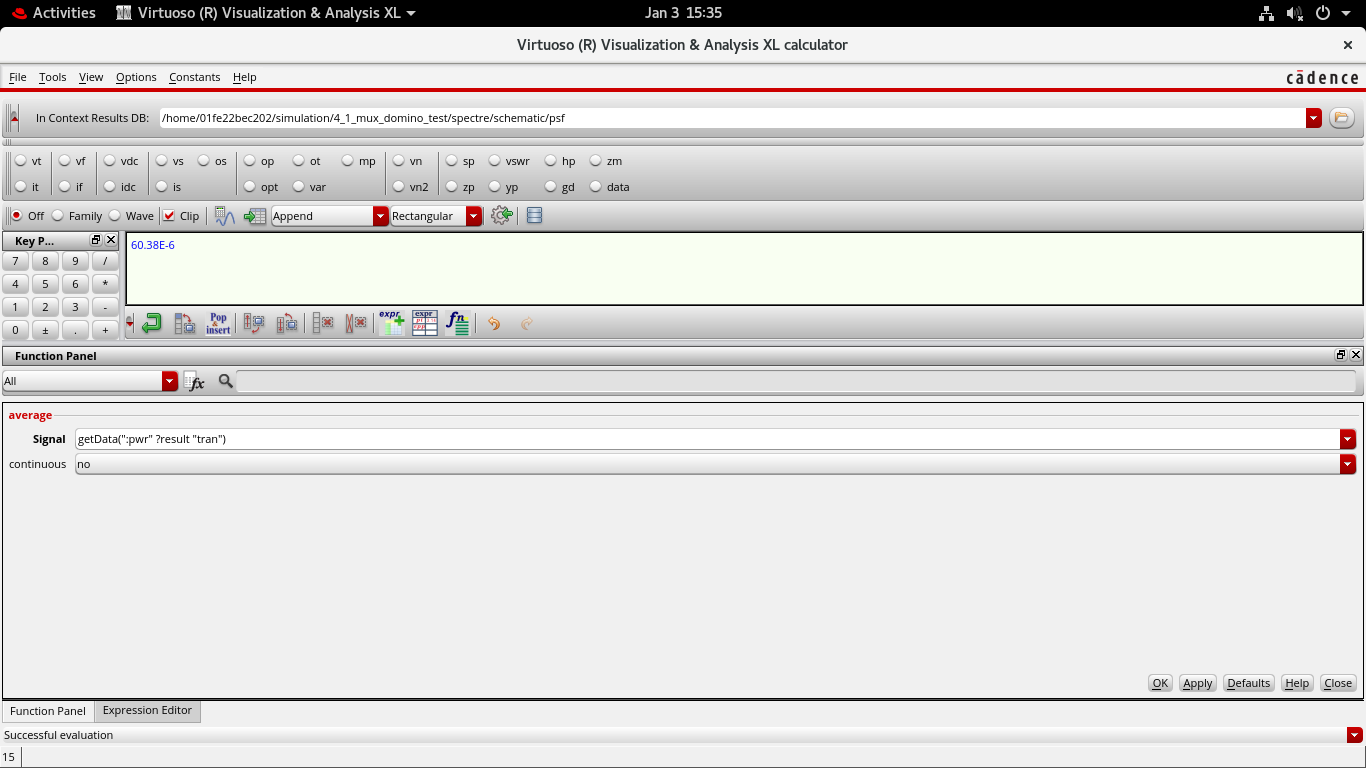 Activities Virtuoso (R) Visualization & Analysis XL Jan 3 15:35
Virtuoso (R) Visualization & Analysis XL calculator
File Tools View Options Constants Help cādence
In Context Results DB: /home/01fe22bec202/simulation/4_1_mux_domino_test/spectre/schematic/psf
vt vf vdc vs os op ot mp vn sp vswr hp zm
it if idc is opt var vn2 zp yp gd data
Off Family Wave Clip Append Rectangular
Key P...
60.38E-6
7 8 9 /
4 5 6 *
1 2 3 -
0 ± . +
Pop & insert expr expr fn
Function Panel
All fx
average
Signal getData(":pwr" ?result "tran")
continuous no
OK Apply Defaults Help Close
Function Panel Expression Editor
Successful evaluation
15